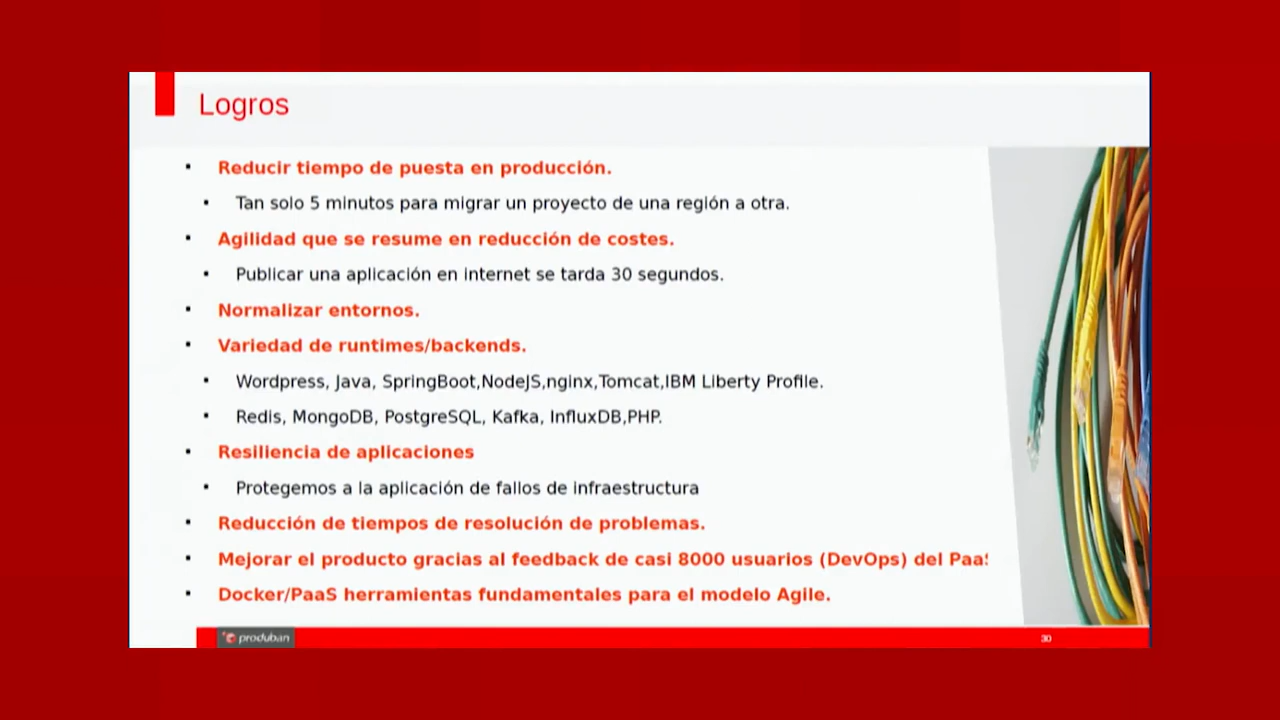 Logros
• Reducir tiempo de puesta en producción.
• Tan solo 5 minutos para migrar un proyecto de una región a otra.
• Agilidad que se resume en reducción de costes.
• Publicar una aplicación en internet se tarda 30 segundos.
• Normalizar entornos.
• Variedad de runtimes/backends.
• Wordpress, Java, SpringBoot,NodeJS,nginx,Tomcat,IBM Liberty Profile.
• Redis, MongoDB, PostgreSQL, Kafka, InfluxDB,PHP.
• Resiliencia de aplicaciones
• Protegemos a la aplicación de fallos de infraestructura
• Reducción de tiempos de resolución de problemas.
• Mejorar el producto gracias al feedback de casi 8000 usuarios (DevOps) del PaaS
• Docker/PaaS herramientas fundamentales para el modelo Agile.
produban
30